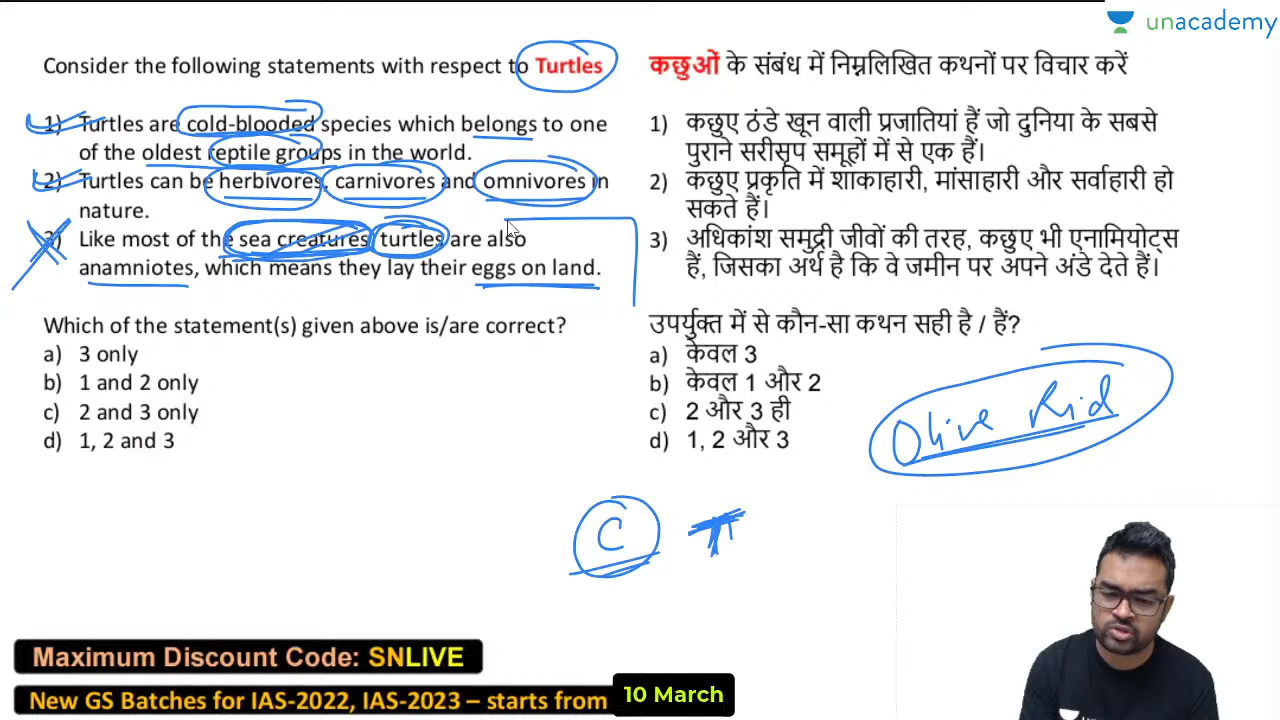 unacademy
Consider the following statements with respect to Turtles
1) Turtles are cold-blooded species which belongs to one
of the oldest reptile groups in the world.
2) Turtles can be herbivores, carnivores and omnivores in
nature.
3) Like most of the sea creatures, turtles are also
anamniotes, which means they lay their eggs on land.
Which of the statement(s) given above is/are correct?
a) 3 only
b) 1 and 2 only
c) 2 and 3 only
d) 1, 2 and 3
कछुओं के संबंध में निम्नलिखित कथनों पर विचार करें
1) कछुए ठंडे खून वाली प्रजातियां हैं जो दुनिया के सबसे
पुराने सरीसृप समूहों में से एक हैं।
2) कछुए प्रकृति में शाकाहारी, मांसाहारी और सर्वाहारी हो
सकते हैं।
3) अधिकांश समुद्री जीवों की तरह, कछुए भी एनामियोट्स
हैं, जिसका अर्थ है कि वे जमीन पर अपने अंडे देते हैं।
उपर्युक्त में से कौन-सा कथन सही है / हैं?
a) केवल 3
b) केवल 1 और 2
c) 2 और 3 ही
d) 1, 2 और 3
Olive Rid
C
Maximum Discount Code: SNLIVE
New GS Batches for IAS-2022, IAS-2023 – starts from 10 March